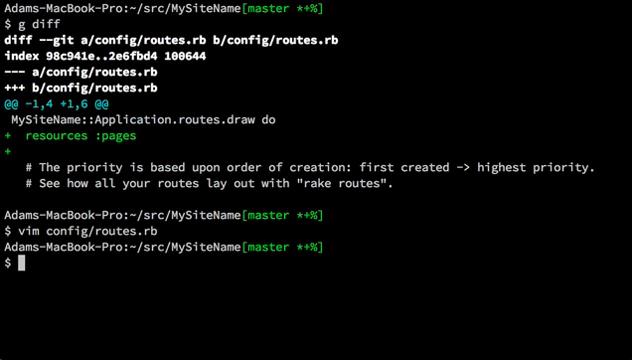 Adams-MacBook-Pro:~/src/MySiteName[master *+%]
$ g diff
diff --git a/config/routes.rb b/config/routes.rb
index 98c941e..2e6fbd4 100644
--- a/config/routes.rb
+++ b/config/routes.rb
@@ -1,4 +1,6 @@
 MySiteName::Application.routes.draw do
+  resources :pages
+
   # The priority is based upon order of creation: first created -> highest priority.
   # See how all your routes lay out with "rake routes".
Adams-MacBook-Pro:~/src/MySiteName[master *+%]
$ vim config/routes.rb
Adams-MacBook-Pro:~/src/MySiteName[master *+%]
$